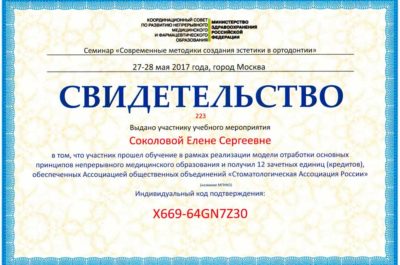 КООРДИНАЦИОННЫЙ СОВЕТ
ПО РАЗВИТИЮ НЕПРЕРЫВНОГО
МЕДИЦИНСКОГО
И ФАРМАЦЕВТИЧЕСКОГО
ОБРАЗОВАНИЯ
МИНИСТЕРСТВО
ЗДРАВООХРАНЕНИЯ
РОССИЙСКОЙ
ФЕДЕРАЦИИ
Семинар «Современные методики создания эстетики в ортодонтии»
27-28 мая 2017 года, город Москва
СВИДЕТЕЛЬСТВО
223
Выдано участнику учебного мероприятия
Соколовой Елене Сергеевне
в том, что участник прошел обучение в рамках реализации модели отработки основных
принципов непрерывного медицинского образования и получил 12 зачетных единиц (кредитов),
обеспеченных Ассоциацией общественных объединений «Стоматологическая Ассоциация России»
Индивидуальный код подтверждения:
X669-64GN7Z30